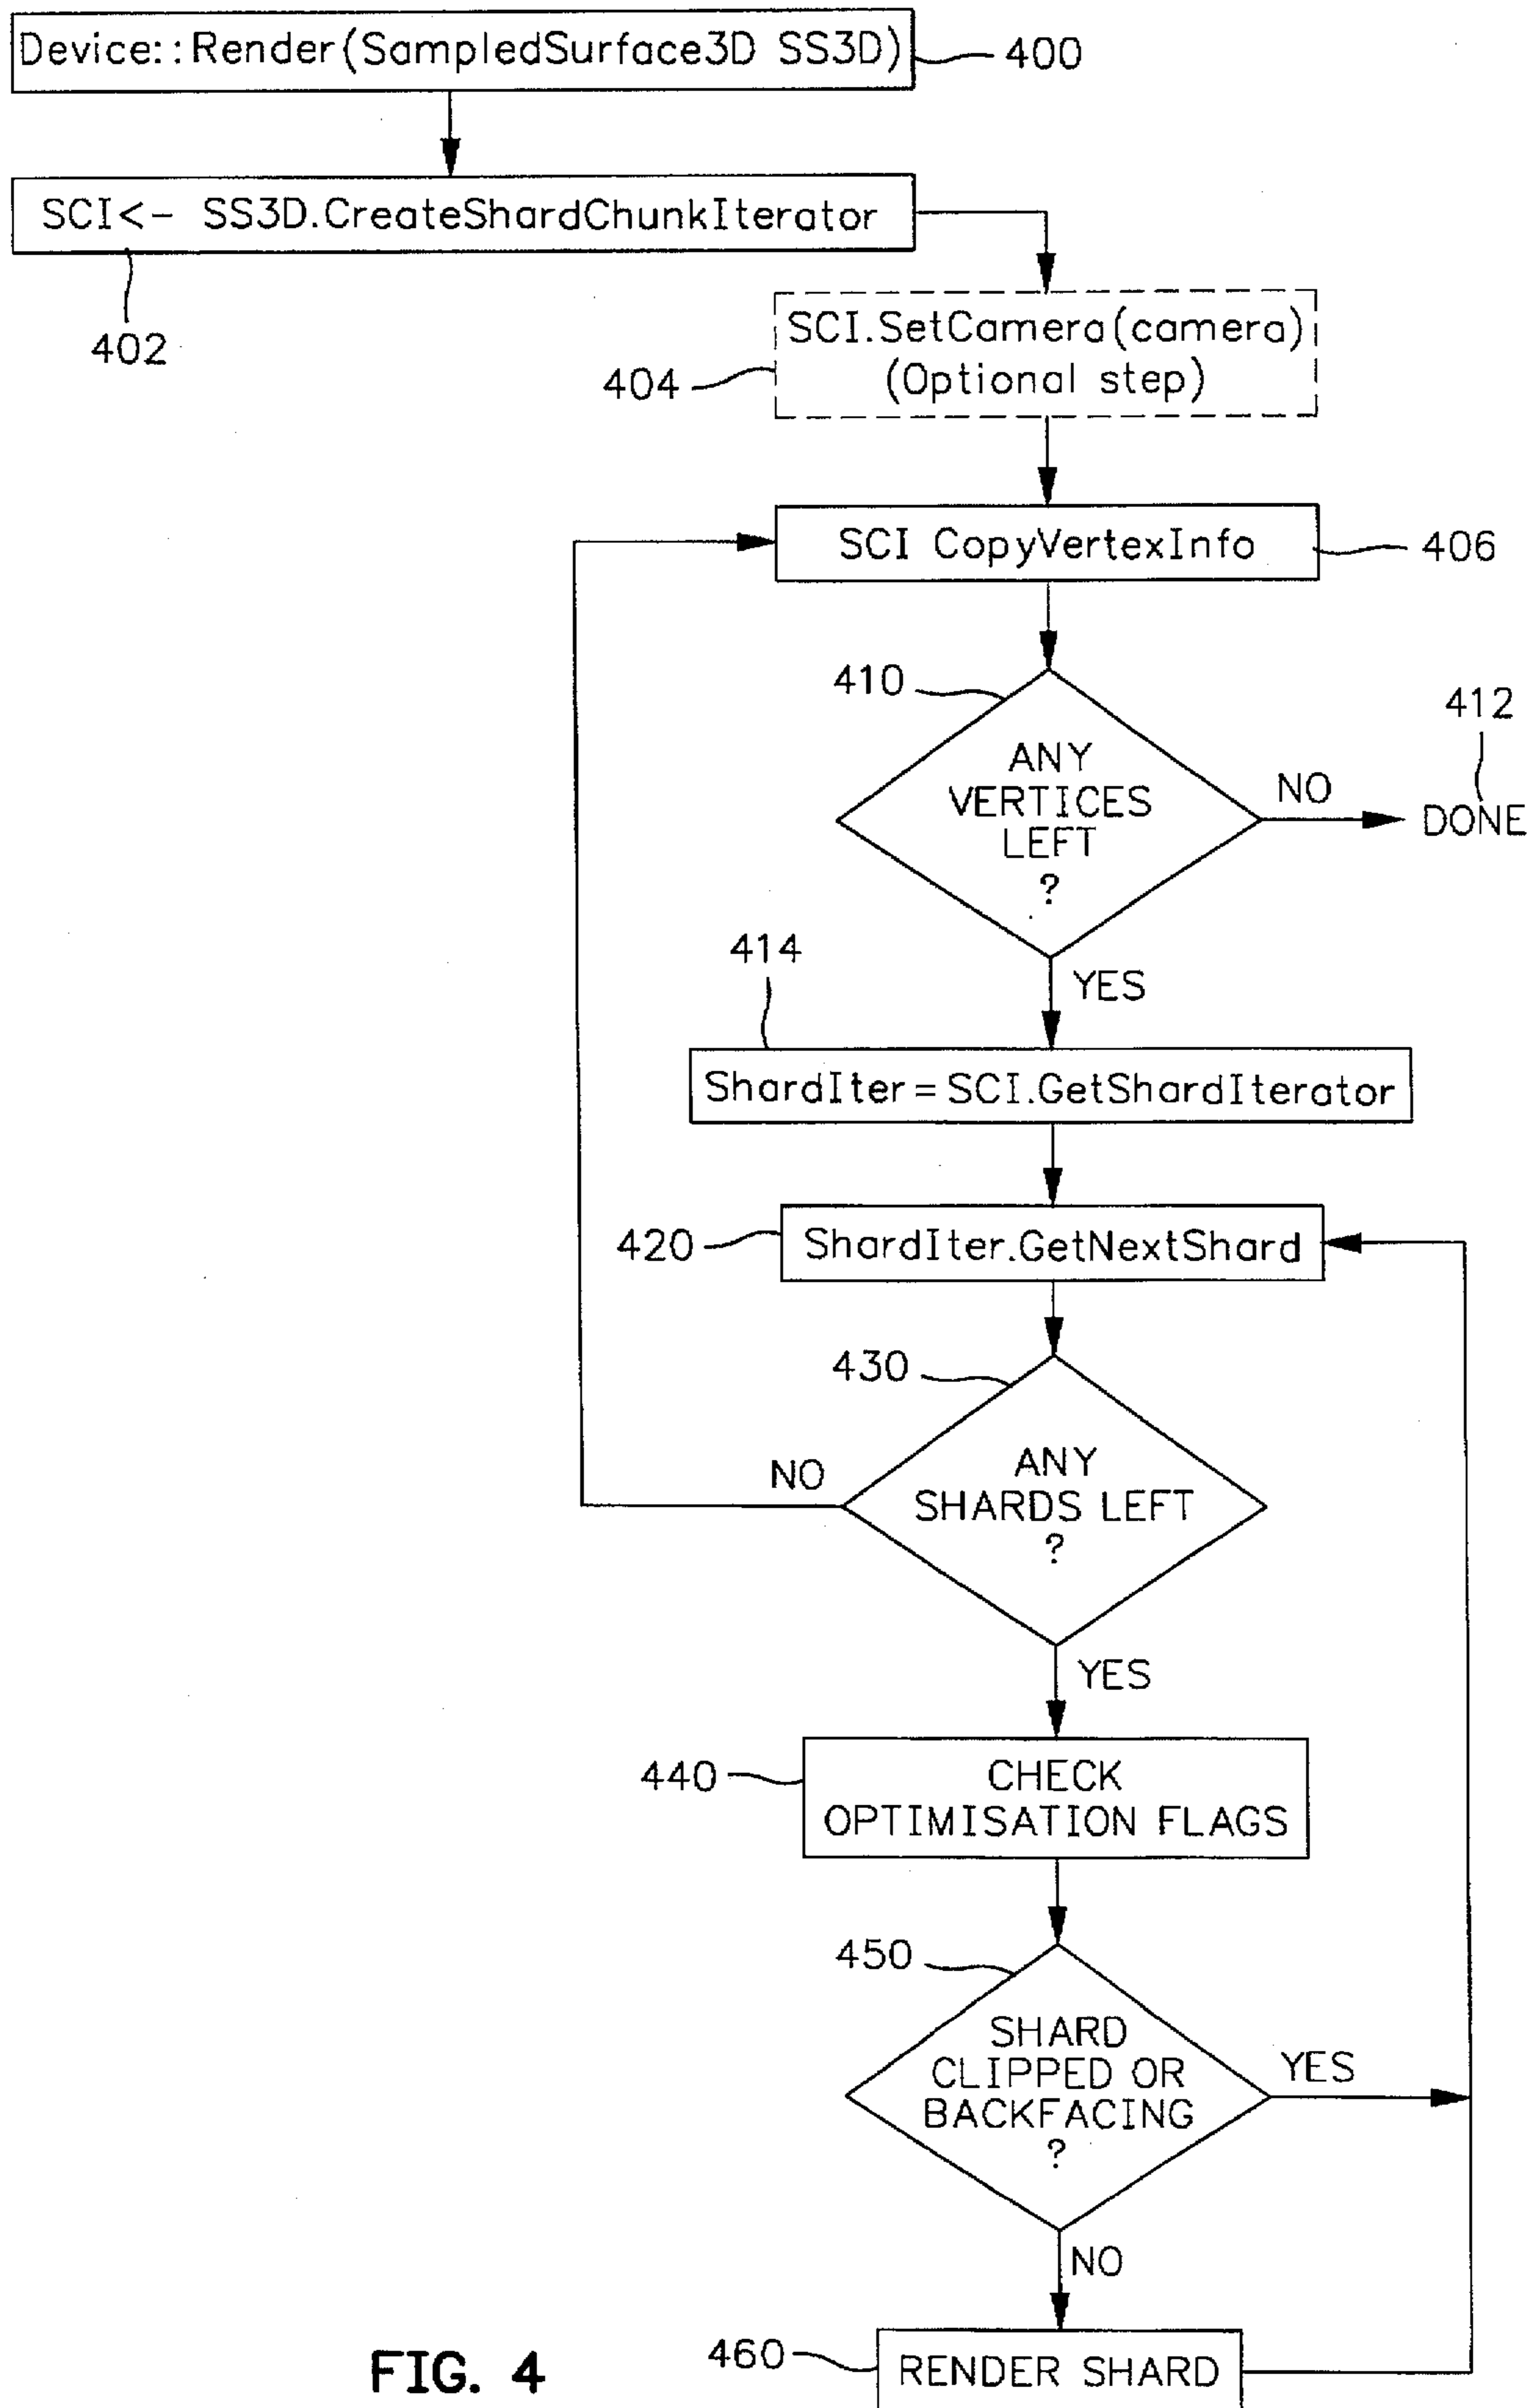 Device::Render(SampledSurface3D SS3D)
400
SCI<- SS3D.CreateShardChunkIterator
402
SCI.SetCamera(camera)
(Optional step)
404
SCI CopyVertexInfo
406
410
ANY
VERTICES
LEFT
?
NO
412
DONE
YES
414
ShardIter = SCI.GetShardIterator
420
ShardIter.GetNextShard
430
ANY
SHARDS LEFT
?
NO
YES
440
CHECK
OPTIMISATION FLAGS
450
SHARD
CLIPPED OR
BACKFACING
?
YES
NO
460
RENDER SHARD
FIG. 4